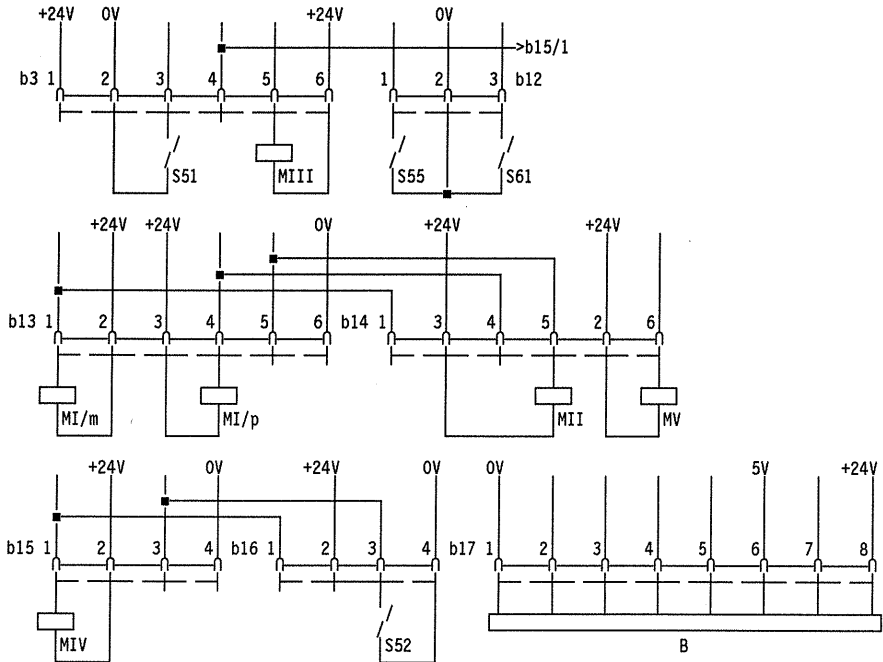 +24V 0V +24V 0V
>b15/1
b3 1 2 3 4 5 6 1 2 3 b12
S51 MIII S55 S61
+24V +24V 0V +24V +24V
b13 1 2 3 4 5 6 b14 1 3 4 5 2 6
MI/m MI/p MII MV
+24V 0V +24V 0V 0V 5V +24V
b15 1 2 3 4 b16 1 2 3 4 b17 1 2 3 4 5 6 7 8
MIV S52 B